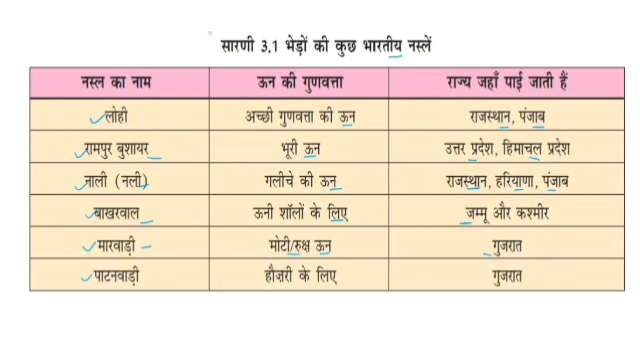 सारणी 3.1 भेड़ों की कुछ भारतीय नस्लें
नस्ल का नाम ऊन की गुणवत्ता राज्य जहाँ पाई जाती हैं
लोही अच्छी गुणवत्ता की ऊन राजस्थान, पंजाब
रामपुर बुशायर भूरी ऊन उत्तर प्रदेश, हिमाचल प्रदेश
नाली (नली) गलीचे की ऊन राजस्थान, हरियाणा, पंजाब
बाखरवाल ऊनी शॉलों के लिए जम्मू और कश्मीर
मारवाड़ी मोटी/रुक्ष ऊन गुजरात
पाटनवाड़ी हौज़री के लिए गुजरात